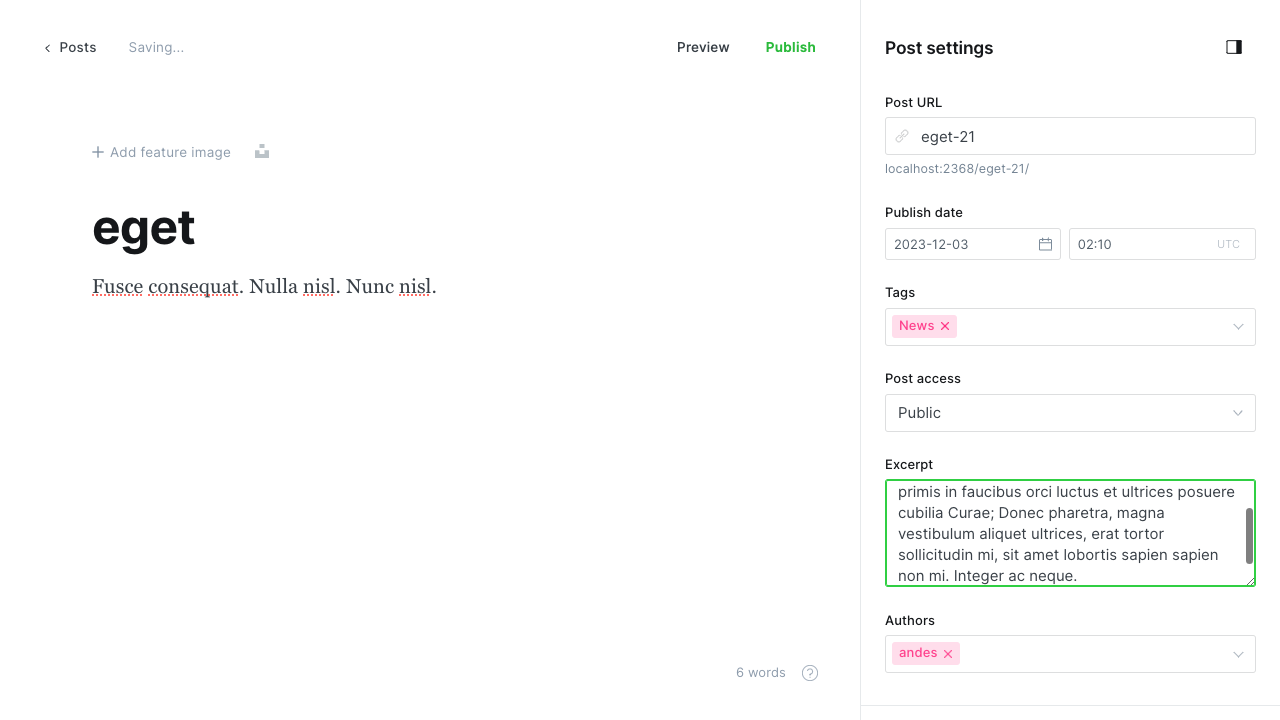 Posts
Saving...
Preview
Publish
Add feature image
eget
Fusce consequat. Nulla nisl. Nunc nisl.
6 words
?
Post settings
Post URL
eget-21
localhost:2368/eget-21/
Publish date
2023-12-03
02:10
UTC
Tags
News
Post access
Public
Excerpt
primis in faucibus orci luctus et ultrices posuere
cubilia Curae; Donec pharetra, magna
vestibulum aliquet ultrices, erat tortor
sollicitudin mi, sit amet lobortis sapien sapien
non mi. Integer ac neque.
Authors
andes